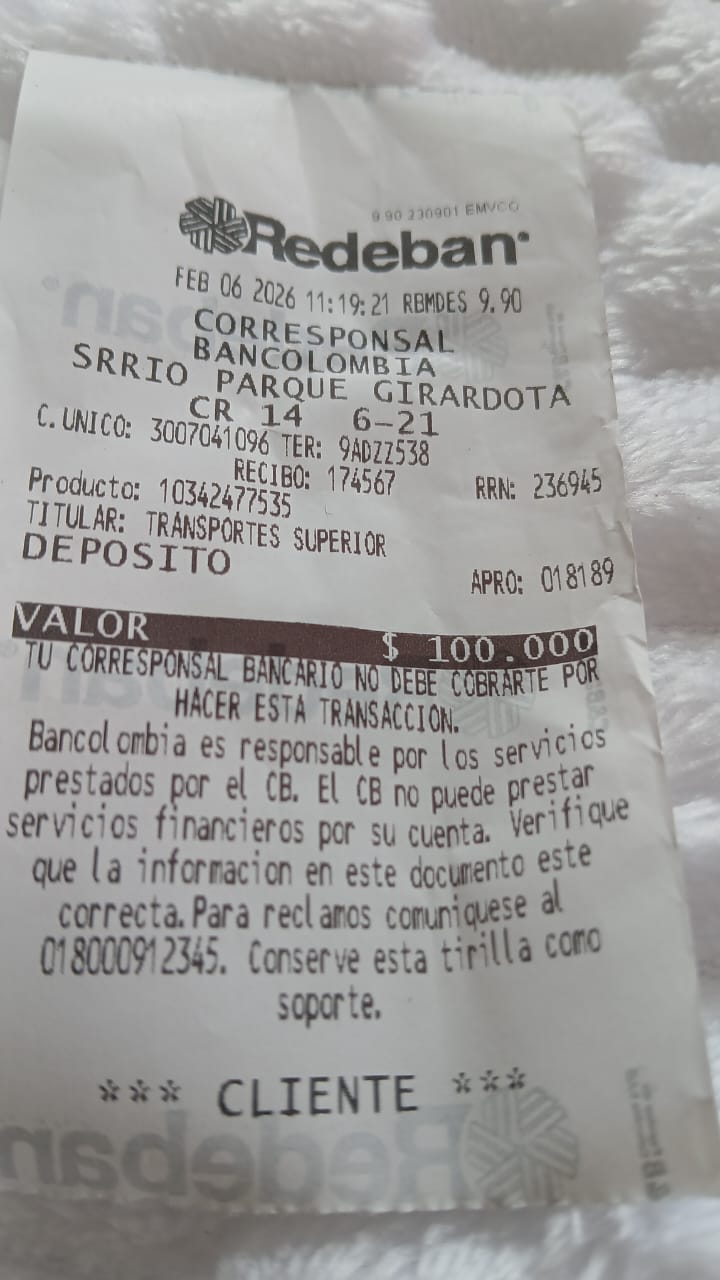 9.90 230901 EMVCO
Redeban
FEB 06 2026 11:19:21 RBMDES 9.90
CORRESPONSAL
BANCOLOMBIA
SRRIO PARQUE GIRARDOTA
CR 14 6-21
C.UNICO: 3007041096 TER: 9ADZZ538
RECIBO: 174567 RRN: 236945
Producto: 10342477535
TITULAR: TRANSPORTES SUPERIOR
DEPOSITO APRO: 018189
VALOR $ 100.000
TU CORRESPONSAL BANCARIO NO DEBE COBRARTE POR
HACER ESTA TRANSACCION.
Bancolombia es responsable por los servicios
prestados por el CB. El CB no puede prestar
servicios financieros por su cuenta. Verifique
que la informacion en este documento este
correcta.Para reclamos comuniquese al
018000912345. Conserve esta tirilla como
soporte.
*** CLIENTE ***
Redeban